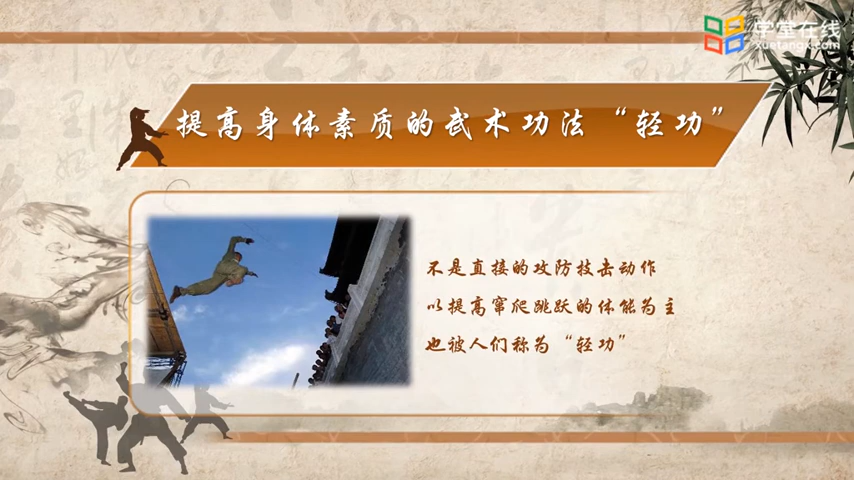 学堂在线
xuetangx.com
提高身体素质的武术功法“轻功”
不是直接的攻防技击动作
以提高窜爬跳跃的体能为主
也被人们称为“轻功”